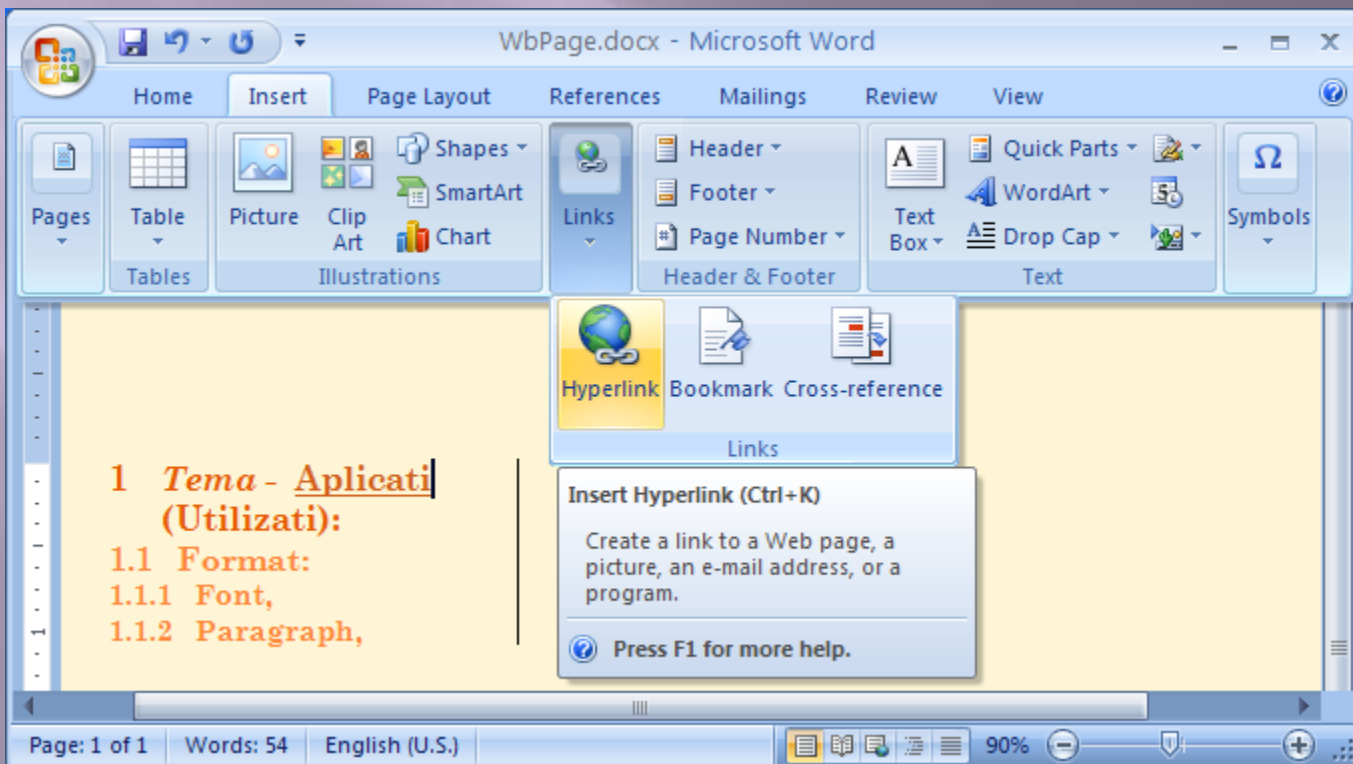 WbPage.docx - Microsoft Word
Home Insert Page Layout References Mailings Review View
Pages
Table
Tables
Picture
Clip Art
Shapes
SmartArt
Chart
Illustrations
Links
Header
Footer
Page Number
Header & Footer
A
Text Box
Quick Parts
WordArt
Drop Cap
Text
Ω
Symbols
Hyperlink Bookmark Cross-reference
Links
Insert Hyperlink (Ctrl+K)
Create a link to a Web page, a
picture, an e-mail address, or a
program.
Press F1 for more help.
1 Tema - Aplicati
(Utilizati):
1.1 Format:
1.1.1 Font,
1.1.2 Paragraph,
1
1
Page: 1 of 1 Words: 54 English (U.S.) 90%